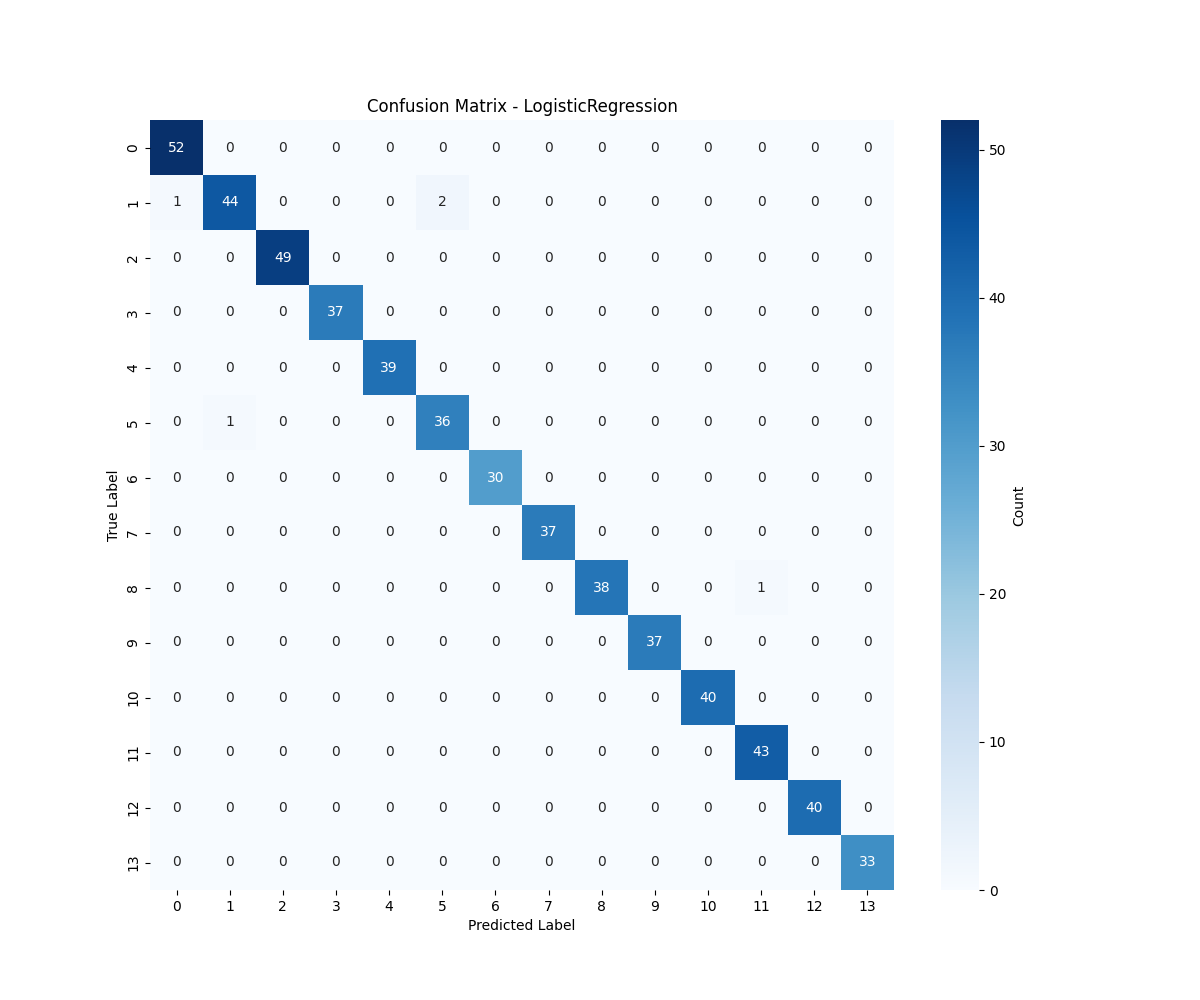 Confusion Matrix - LogisticRegression
0 52 0 0 0 0 0 0 0 0 0 0 0 0 0
1 1 44 0 0 0 2 0 0 0 0 0 0 0 0
2 0 0 49 0 0 0 0 0 0 0 0 0 0 0
3 0 0 0 37 0 0 0 0 0 0 0 0 0 0
4 0 0 0 0 39 0 0 0 0 0 0 0 0 0
5 0 1 0 0 0 36 0 0 0 0 0 0 0 0
6 0 0 0 0 0 0 30 0 0 0 0 0 0 0
7 0 0 0 0 0 0 0 37 0 0 0 0 0 0
8 0 0 0 0 0 0 0 0 38 0 0 1 0 0
9 0 0 0 0 0 0 0 0 0 37 0 0 0 0
10 0 0 0 0 0 0 0 0 0 0 40 0 0 0
11 0 0 0 0 0 0 0 0 0 0 0 43 0 0
12 0 0 0 0 0 0 0 0 0 0 0 0 40 0
13 0 0 0 0 0 0 0 0 0 0 0 0 0 33
0 1 2 3 4 5 6 7 8 9 10 11 12 13
Predicted Label
True Label
50
40
30
20
10
0
Count